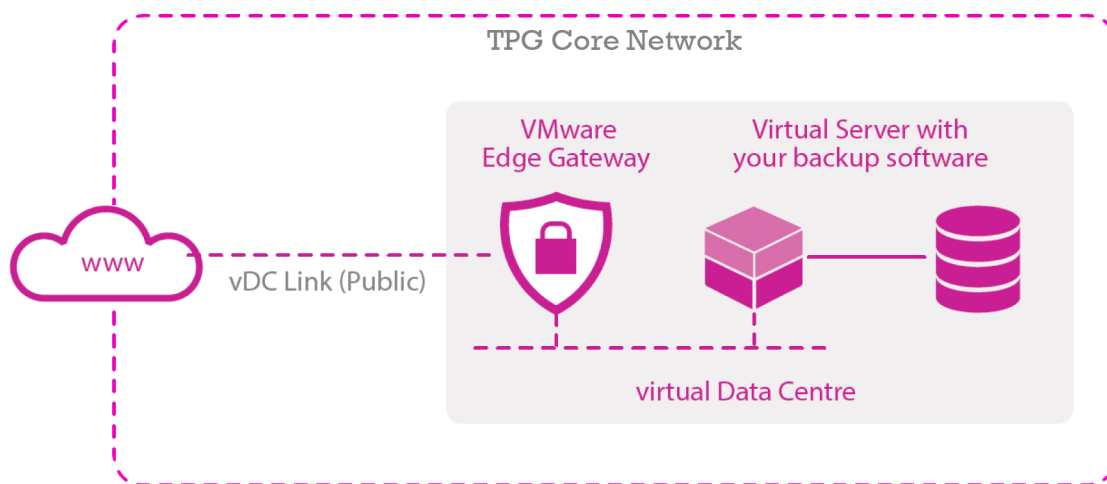 TPG Core Network
VMware
Edge Gateway
Virtual Server with
your backup software
www
vDC Link (Public)
virtual Data Centre